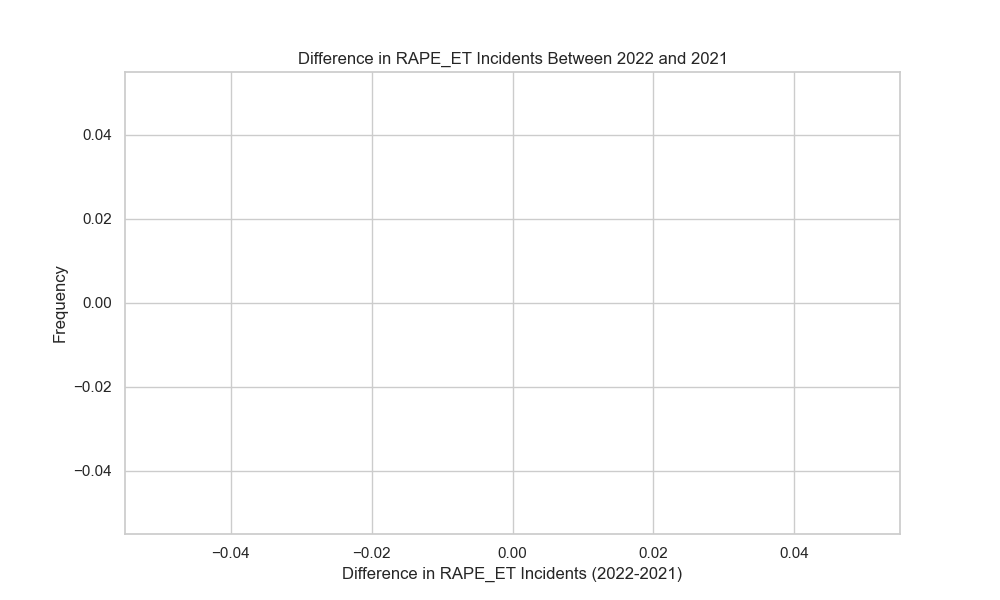 Difference in RAPE_ET Incidents Between 2022 and 2021
0.04
0.02
0.00
−0.02
−0.04
Frequency
−0.04 −0.02 0.00 0.02 0.04
Difference in RAPE_ET Incidents (2022-2021)